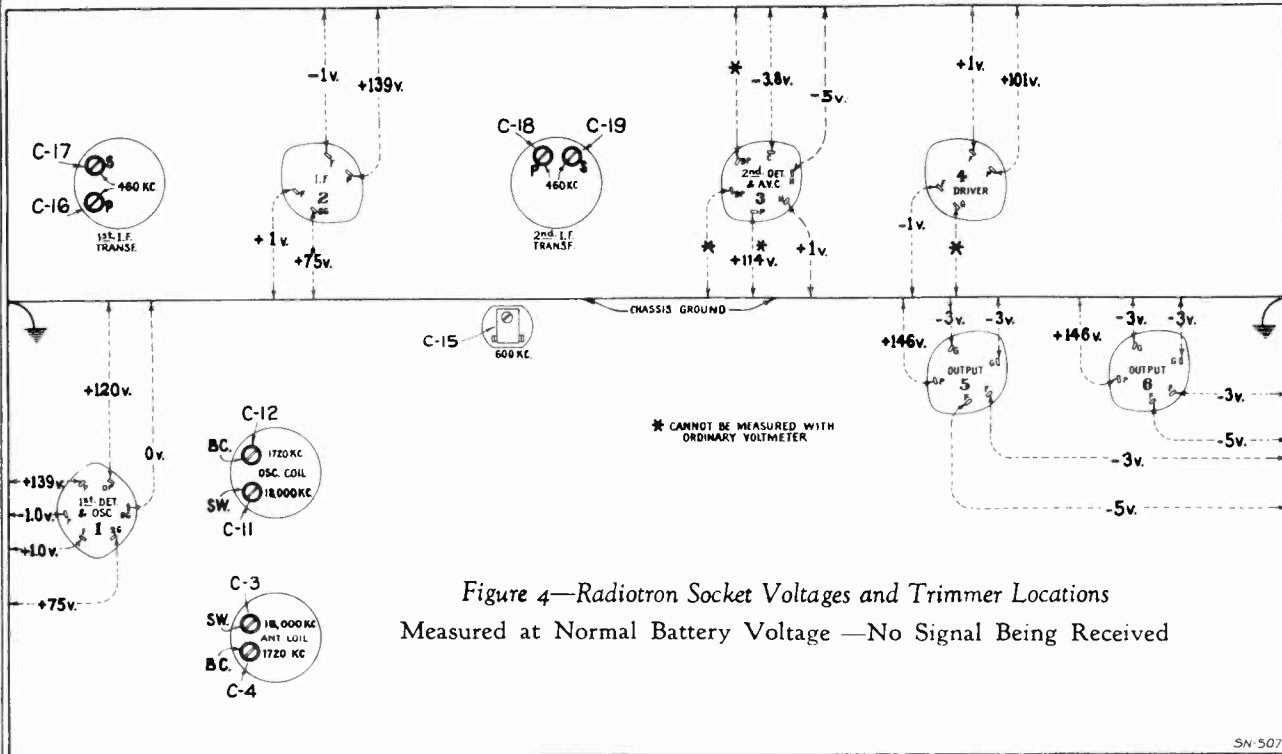 -1v.
+139v.
*
-3.8v.
-5v.
+1v.
+101v.
C-17
S
460 KC
C-16
P
1st. I.F.
TRANSF.
I.F
2
SG
+1v.
+75v.
C-18
C-19
P
S
460 KC
2nd. I.F.
TRANSF.
2nd. DET.
& A.V.C
3
*
+114v.
*
+1v.
4
DRIVER
G
-1v.
*
CHASSIS GROUND
C-15
600 KC.
+146v.
-3v.
-3v.
G
G
P
OUTPUT
5
F
F
+146v.
-3v.
-3v.
G
G
P
OUTPUT
6
F
F
-3v.
-5v.
-3v.
-5v.
* CANNOT BE MEASURED WITH
ORDINARY VOLTMETER
+120v.
0v.
+139v.
-1.0v.
+1.0v.
+75v.
1st. DET.
& OSC
1
C-12
BC.
1720 KC
OSC. COIL
SW.
18,000 KC
C-11
C-3
SW.
18,000 KC
ANT. COIL
BC.
1720 KC
C-4
Figure 4—Radiotron Socket Voltages and Trimmer Locations
Measured at Normal Battery Voltage —No Signal Being Received
SN-507